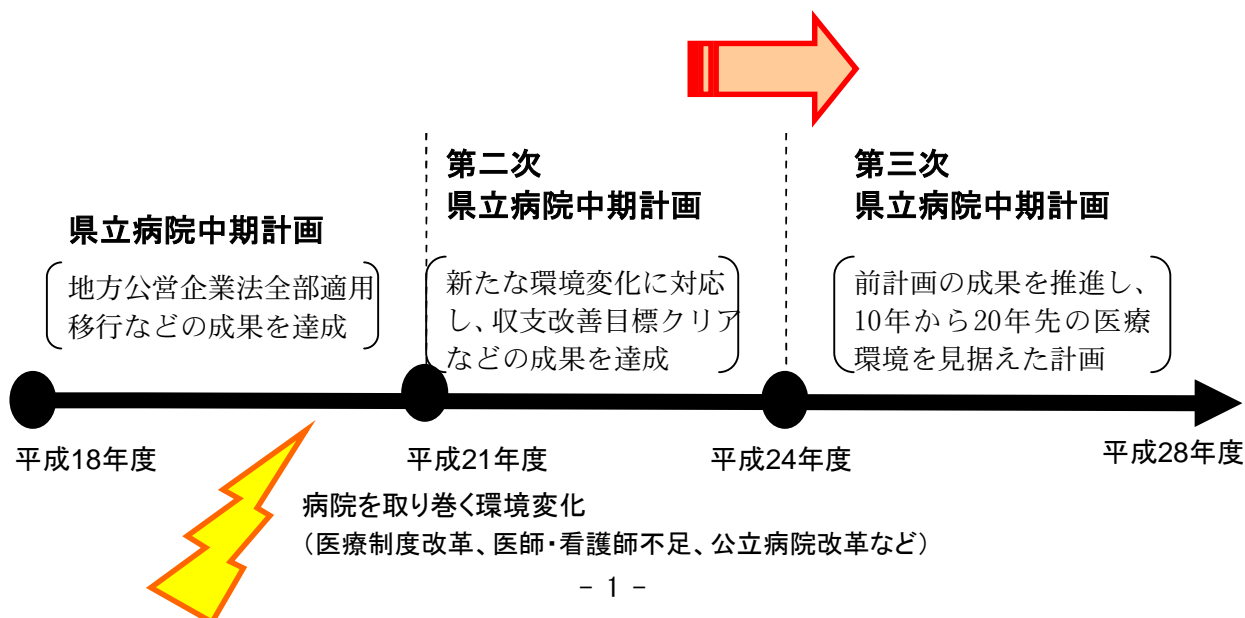 県立病院中期計画
地方公営企業法全部適用
移行などの成果を達成
第二次
県立病院中期計画
新たな環境変化に対応
し、収支改善目標クリア
などの成果を達成
第三次
県立病院中期計画
前計画の成果を推進し、
10年から20年先の医療
環境を見据えた計画
平成18年度
平成21年度
平成24年度
平成28年度
病院を取り巻く環境変化
（医療制度改革、医師・看護師不足、公立病院改革など）
- 1 -